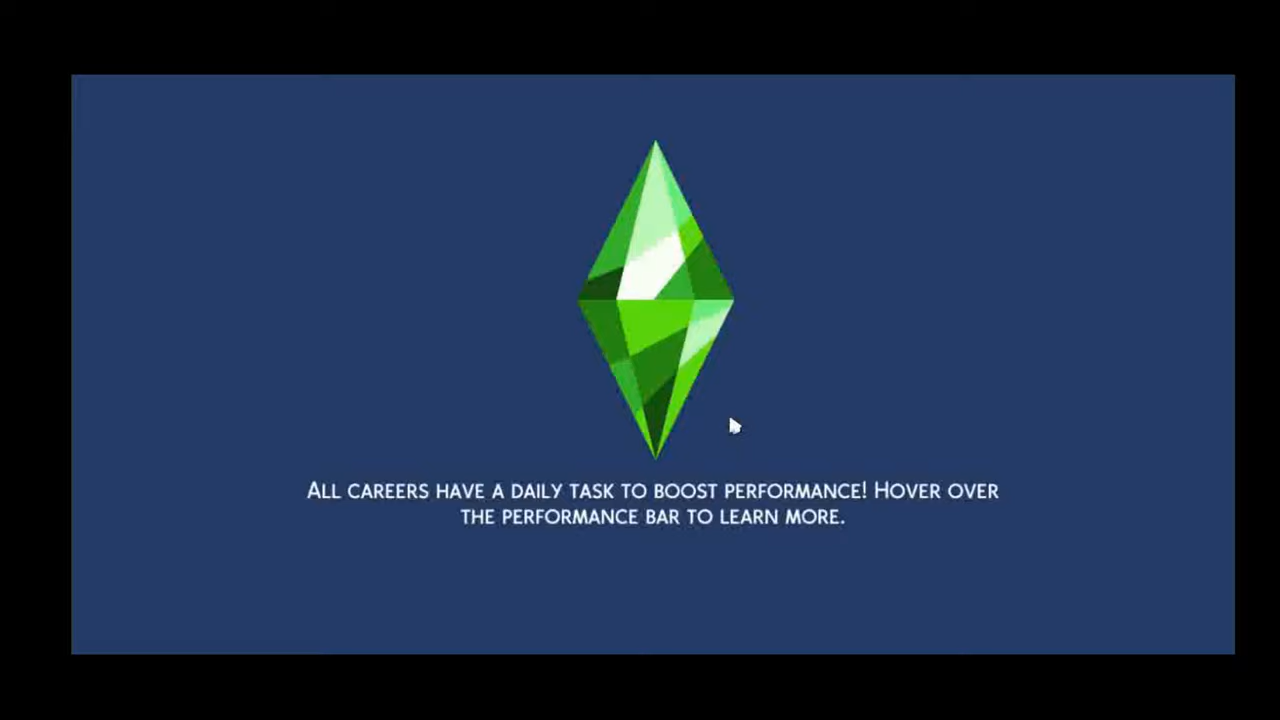 All careers have a daily task to boost performance! Hover over
the performance bar to learn more.